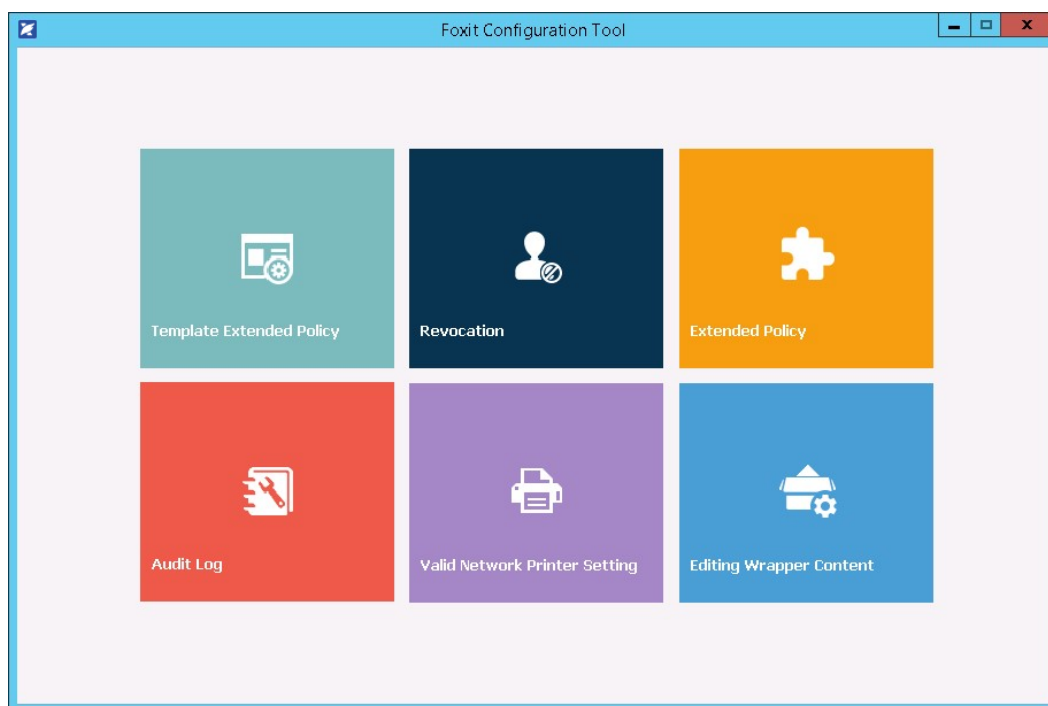 Foxit Configuration Tool
Template Extended Policy
Revocation
Extended Policy
Audit Log
Valid Network Printer Setting
Editing Wrapper Content